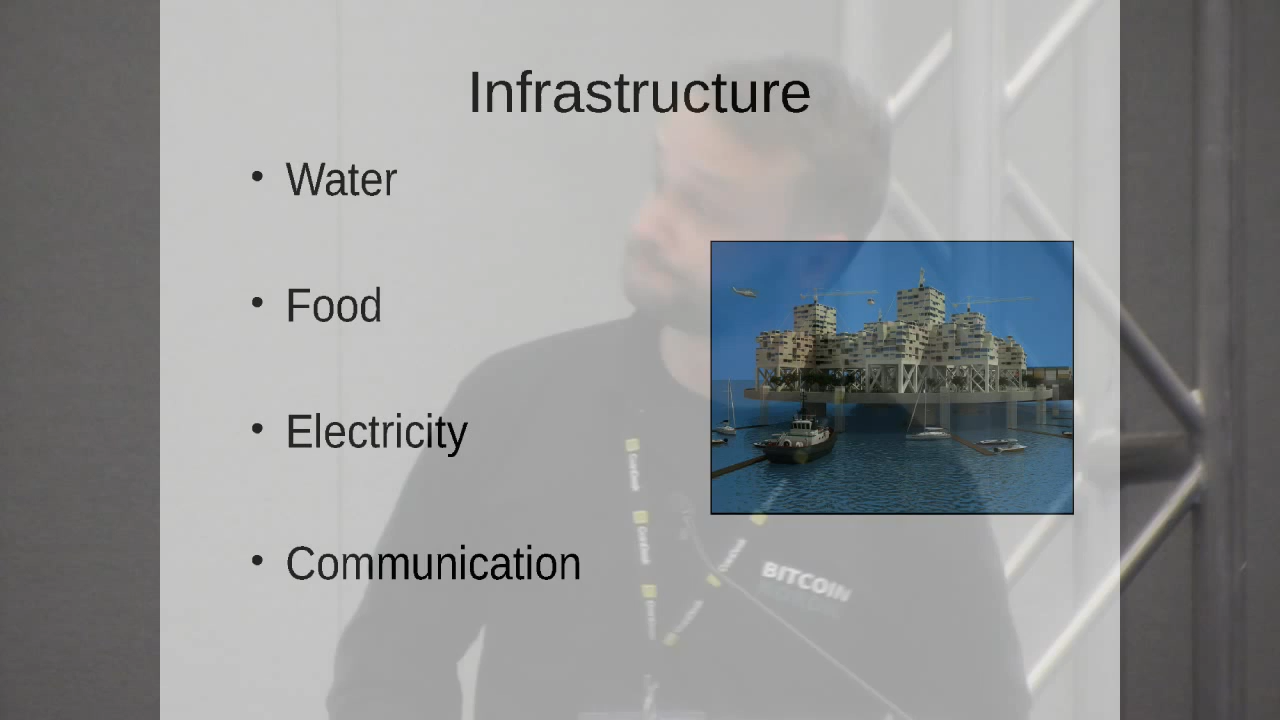 Infrastructure
• Water
• Food
• Electricity
• Communication
BITCOIN